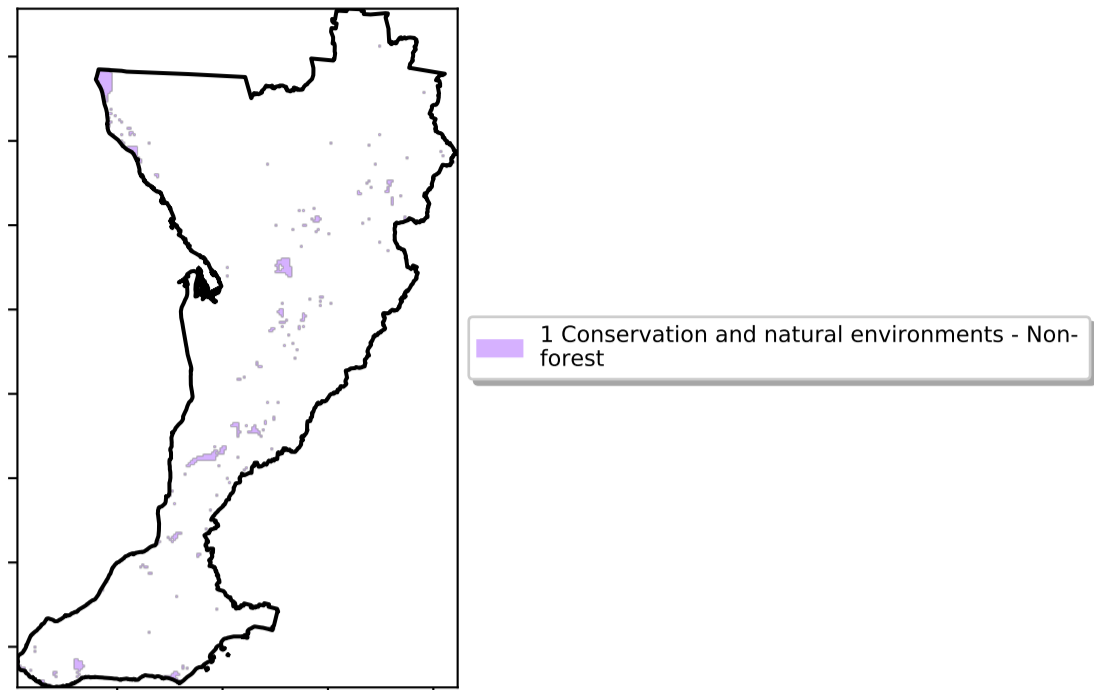 1 Conservation and natural environments - Non-
forest